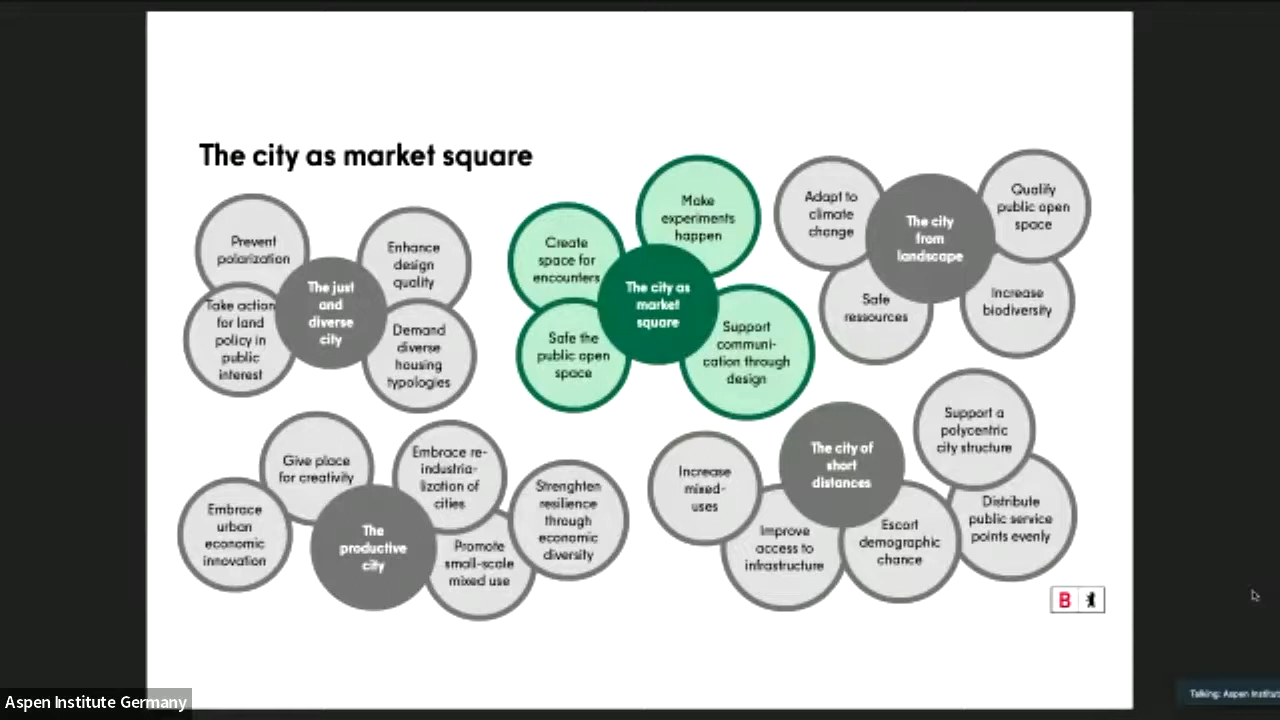 The city as market square
Prevent
polarization
Enhance
design
quality
The just
and
diverse
city
Take action
for land
policy in
public
interest
Demand
diverse
housing
typologies
Make
experiments
happen
Create
space for
encounters
The city as
market
square
Safe the
public open
space
Support
communi-
cation through
design
Adapt to
climate
change
The city
from
landscape
Qualify
public open
space
Safe
ressources
Increase
biodiversity
Give place
for creativity
Embrace re-
industria-
lization of
cities
Embrace
urban
economic
innovation
The
productive
city
Promote
small-scale
mixed use
Strenghten
resilience
through
economic
diversity
Increase
mixed-
uses
The city of
short
distances
Support a
polycentric
city structure
Improve
access to
infrastructure
Escort
demographic
chance
Distribute
public service
points evenly
B
Aspen Institute Germany
Talking: Aspen Institut